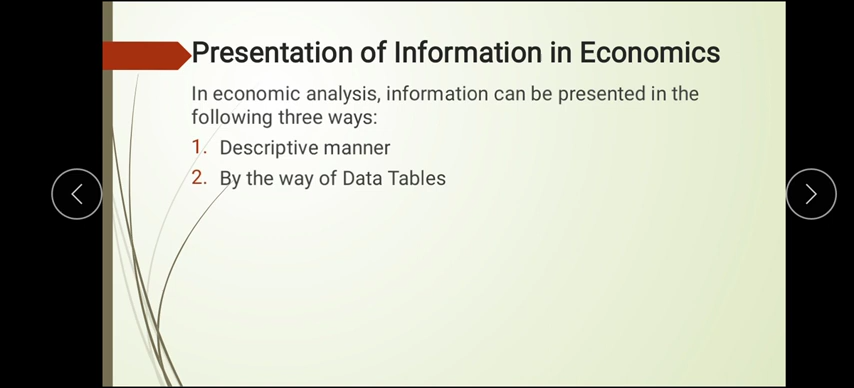 Presentation of Information in Economics
In economic analysis, information can be presented in the
following three ways:
1. Descriptive manner
2. By the way of Data Tables